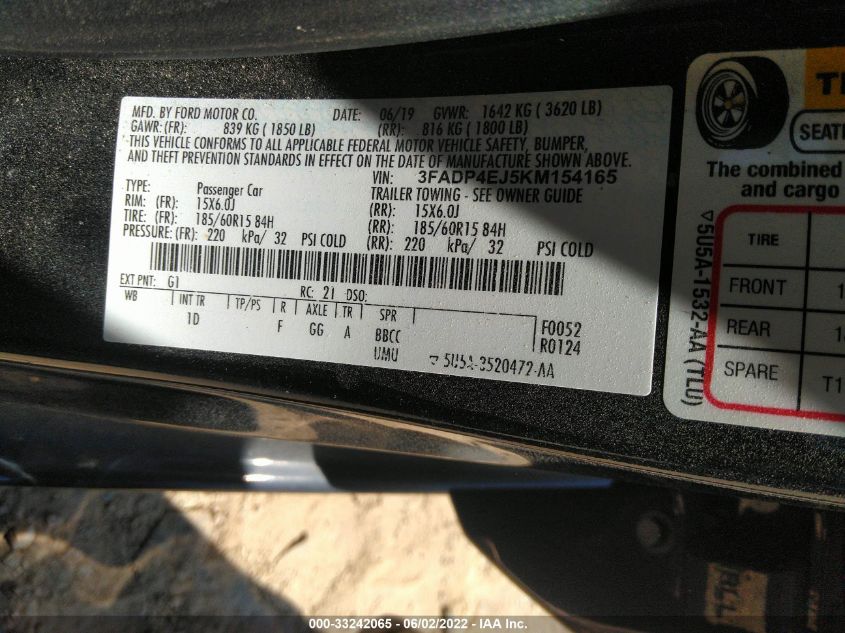 MFD. BY FORD MOTOR CO. DATE: 06/19 GVWR: 1642 KG ( 3620 LB)
GAWR:(FR): 839 KG ( 1850 LB) (RR): 816 KG ( 1800 LB)
THIS VEHICLE CONFORMS TO ALL APPLICABLE FEDERAL MOTOR VEHICLE SAFETY, BUMPER,
AND THEFT PREVENTION STANDARDS IN EFFECT ON THE DATE OF MANUFACTURE SHOWN ABOVE.
VIN: 3FADP4EJ5KM154165
TYPE: Passenger Car TRAILER TOWING - SEE OWNER GUIDE
RIM: (FR): 15X6.0J (RR): 15X6.0J
TIRE: (FR): 185/60R15 84H (RR): 185/60R15 84H
PRESSURE: (FR): 220 kPa/ 32 PSI COLD (RR): 220 kPa/ 32 PSI COLD
EXT PNT: G1 RC: 21 DSO:
WB INT TR TP/PS R AXLE TR SPR
1D F GG A BBCC F0052
UMU R0124
5U5A-3520472-AA
SEATI
The combined
and cargo
TIRE
FRONT 1
REAR
SPARE T1
5U5A-1532-AA (TLU)
000-33242065 - 06/02/2022 - IAA Inc.